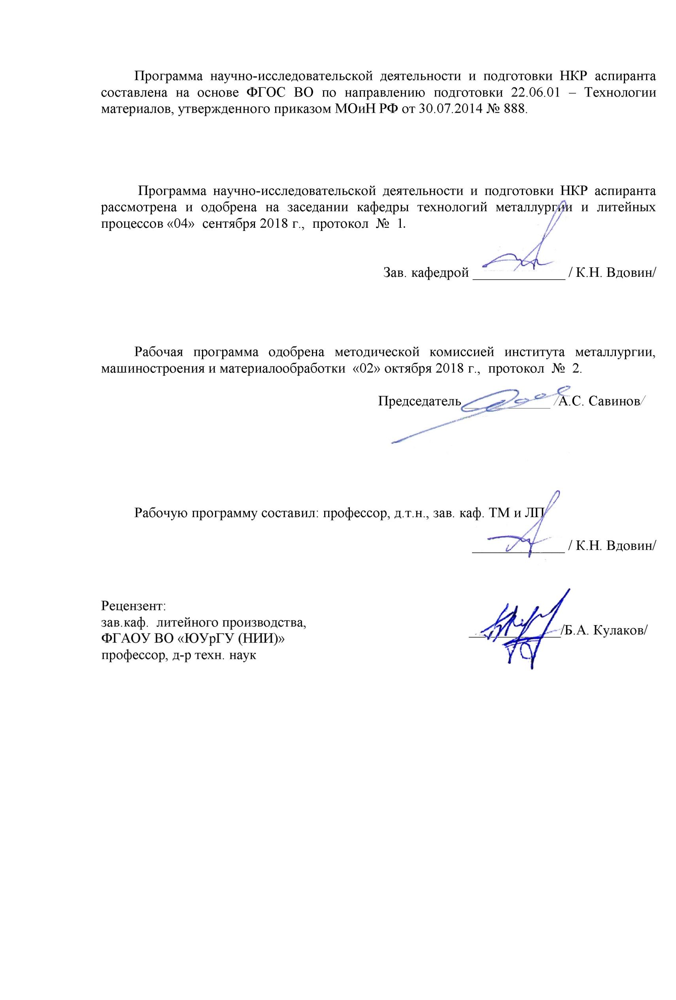 Программа научно-исследовательской деятельности и подготовки НКР аспиранта
составлена на основе ФГОС ВО по направлению подготовки 22.06.01 – Технологии
материалов, утвержденного приказом МОиН РФ от 30.07.2014 № 888.
Программа научно-исследовательской деятельности и подготовки НКР аспиранта
рассмотрена и одобрена на заседании кафедры технологий металлургии и литейных
процессов «04» сентября 2018 г., протокол № 1.
Зав. кафедрой _____________ / К.Н. Вдовин/
Рабочая программа одобрена методической комиссией института металлургии,
машиностроения и материалообработки «02» октября 2018 г., протокол № 2.
Председатель ____________ /А.С. Савинов/
Рабочую программу составил: профессор, д.т.н., зав. каф. ТМ и ЛП
_____________ / К.Н. Вдовин/
Рецензент:
зав.каф. литейного производства,
ФГАОУ ВО «ЮУрГУ (НИИ)»
_____________/Б.А. Кулаков/
профессор, д-р техн. наук